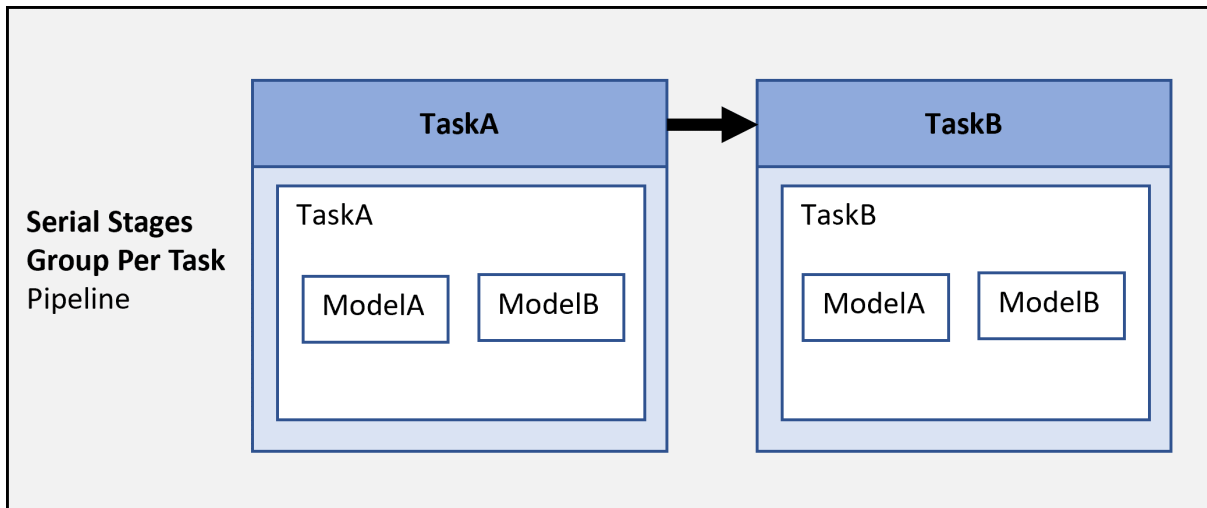 Serial Stages
Group Per Task
Pipeline
TaskA
TaskA
ModelA
ModelB
TaskB
TaskB
ModelA
ModelB